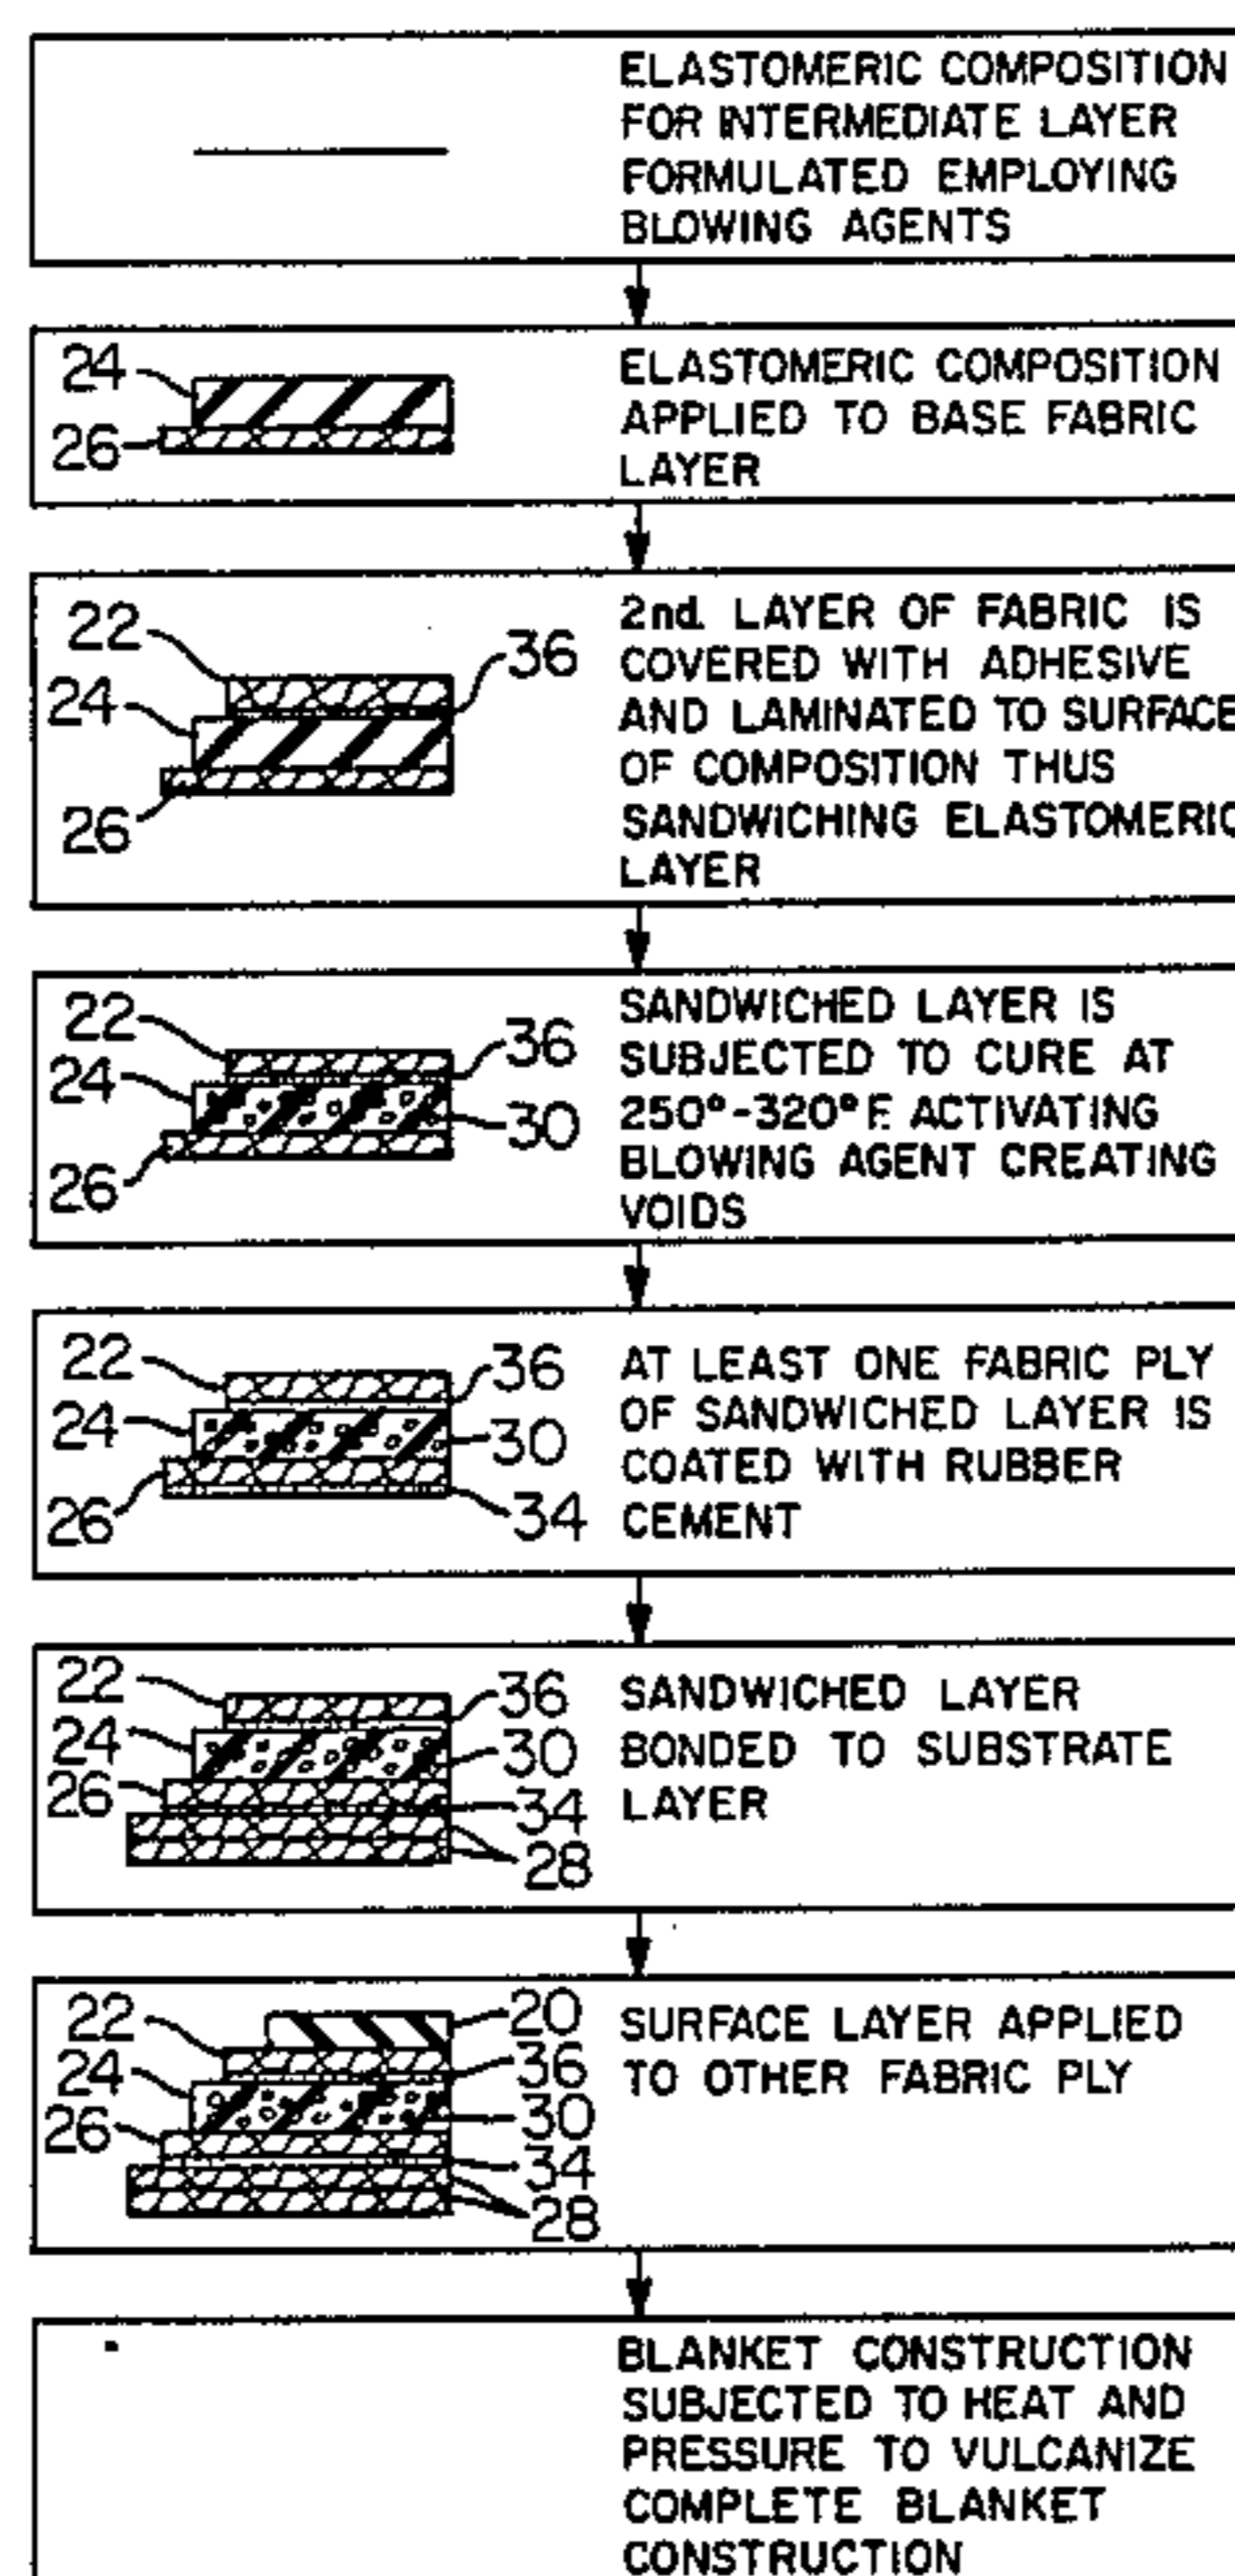 ELASTOMERIC COMPOSITION
FOR INTERMEDIATE LAYER
FORMULATED EMPLOYING
BLOWING AGENTS
24
26
ELASTOMERIC COMPOSITION
APPLIED TO BASE FABRIC
LAYER
22
24
26
36
2nd. LAYER OF FABRIC IS
COVERED WITH ADHESIVE
AND LAMINATED TO SURFACE
OF COMPOSITION THUS
SANDWICHING ELASTOMERIC
LAYER
22
24
26
36
30
SANDWICHED LAYER IS
SUBJECTED TO CURE AT
250°-320°F. ACTIVATING
BLOWING AGENT CREATING
VOIDS
22
24
26
36
30
34
AT LEAST ONE FABRIC PLY
OF SANDWICHED LAYER IS
COATED WITH RUBBER
CEMENT
22
24
26
36
30
34
28
SANDWICHED LAYER
BONDED TO SUBSTRATE
LAYER
22
24
26
20
36
30
34
28
SURFACE LAYER APPLIED
TO OTHER FABRIC PLY
BLANKET CONSTRUCTION
SUBJECTED TO HEAT AND
PRESSURE TO VULCANIZE
COMPLETE BLANKET
CONSTRUCTION